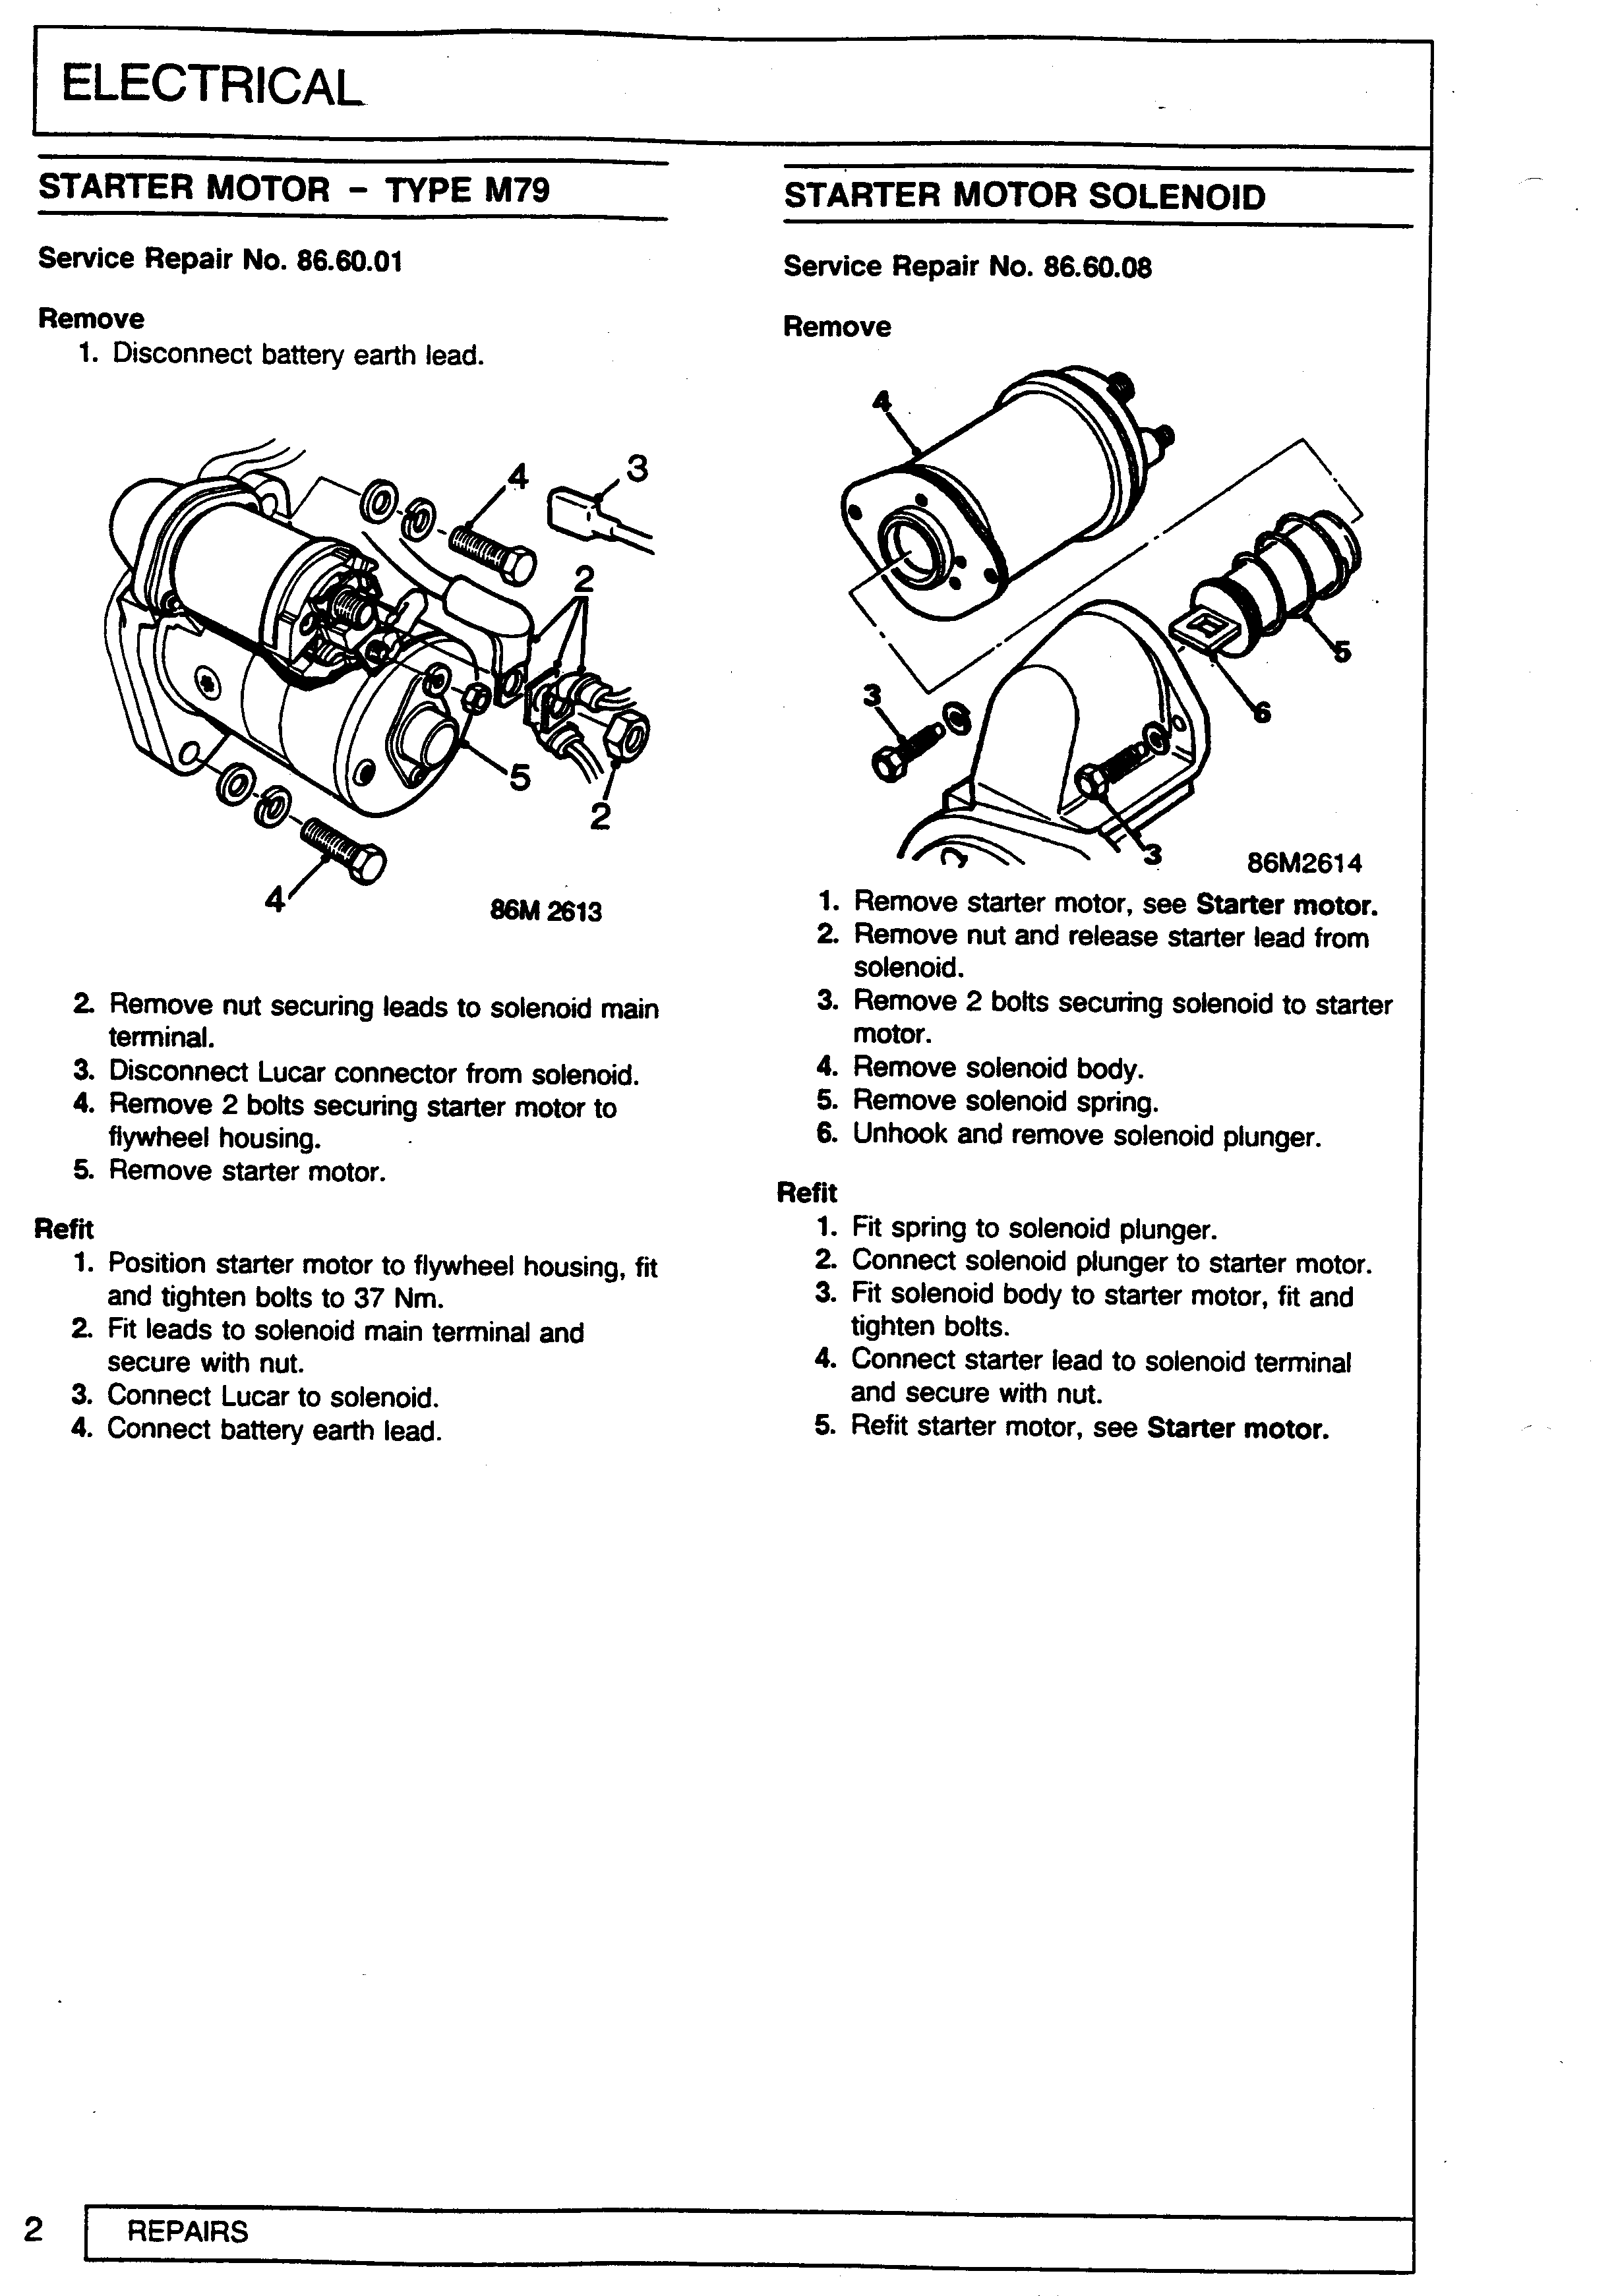 ELECTRICAL
STARTER MOTOR - TYPE M79
Service Repair No. 86.60.01
Remove
1. Disconnect battery earth lead.
4
3
2
5
2
4
86M 2613
2. Remove nut securing leads to solenoid main
terminal.
3. Disconnect Lucar connector from solenoid.
4. Remove 2 bolts securing starter motor to
flywheel housing.
5. Remove starter motor.
Refit
1. Position starter motor to flywheel housing, fit
and tighten bolts to 37 Nm.
2. Fit leads to solenoid main terminal and
secure with nut.
3. Connect Lucar to solenoid.
4. Connect battery earth lead.
STARTER MOTOR SOLENOID
Service Repair No. 86.60.08
Remove
4
5
3
6
3
86M2614
1. Remove starter motor, see Starter motor.
2. Remove nut and release starter lead from
solenoid.
3. Remove 2 bolts securing solenoid to starter
motor.
4. Remove solenoid body.
5. Remove solenoid spring.
6. Unhook and remove solenoid plunger.
Refit
1. Fit spring to solenoid plunger.
2. Connect solenoid plunger to starter motor.
3. Fit solenoid body to starter motor, fit and
tighten bolts.
4. Connect starter lead to solenoid terminal
and secure with nut.
5. Refit starter motor, see Starter motor.
2
REPAIRS